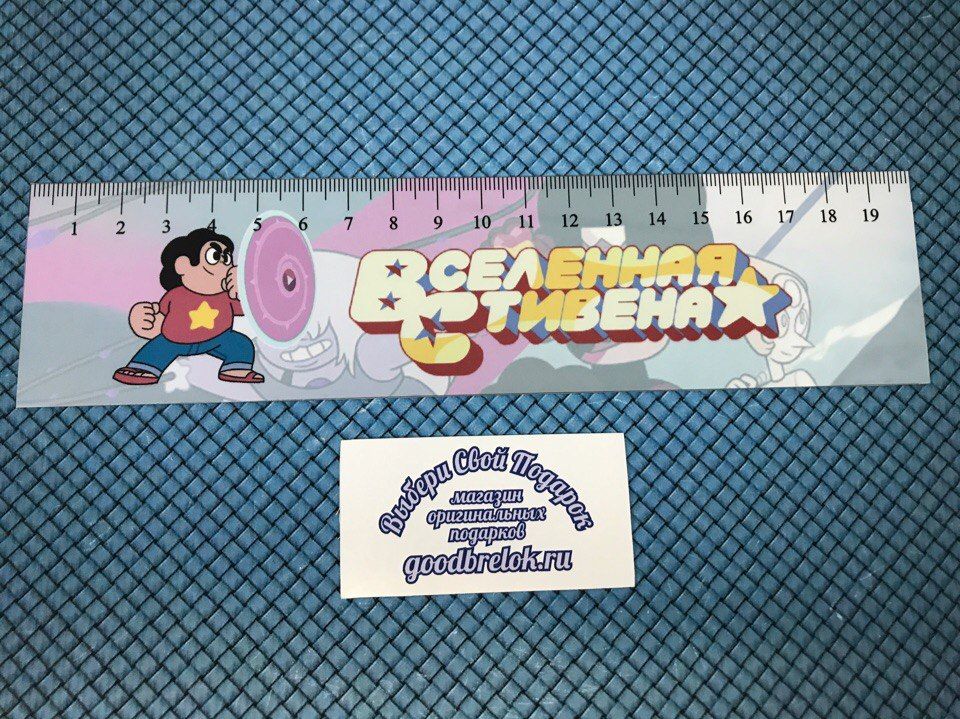 1 2 3 4 5 6 7 8 9 10 11 12 13 14 15 16 17 18 19
ВСЕЛЕННАЯ
СТИВЕНА
Выбери Свой Подарок
магазин
оригинальных
подарков
goodbrelok.ru